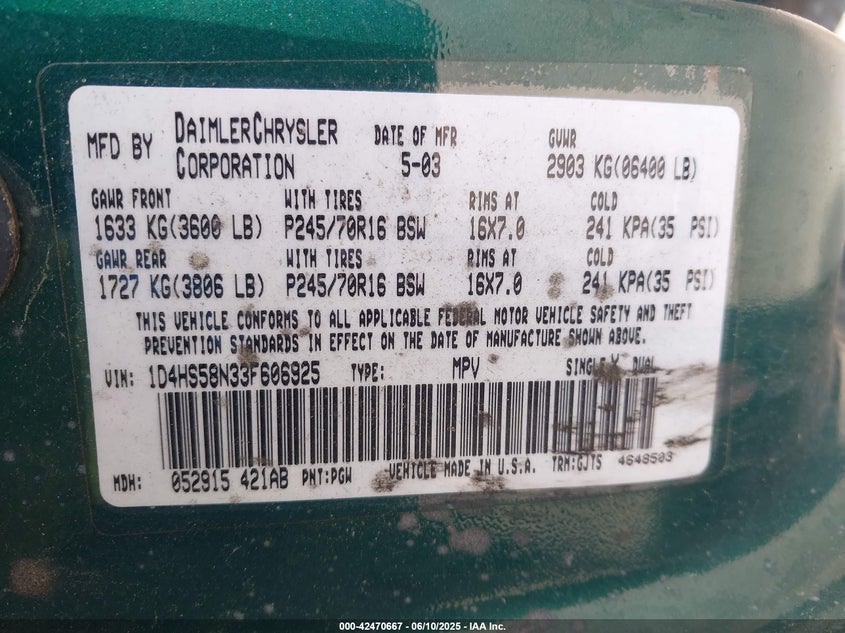 MFD BY DAIMLERCHRYSLER CORPORATION DATE OF MFR 5-03 GVWR 2903 KG(06400 LB)
GAWR FRONT WITH TIRES RIMS AT COLD
1633 KG(3600 LB) P245/70R16 BSW 16X7.0 241 KPA(35 PSI)
GAWR REAR WITH TIRES RIMS AT COLD
1727 KG(3806 LB) P245/70R16 BSW 16X7.0 241 KPA(35 PSI)
THIS VEHICLE CONFORMS TO ALL APPLICABLE FEDERAL MOTOR VEHICLE SAFETY AND THEFT
PREVENTION STANDARDS IN EFFECT ON THE DATE OF MANUFACTURE SHOWN ABOVE.
VIN: 1D4HS58N33F606925 TYPE: MPV SINGLE X DUAL
MDH: 052915 421AB PNT:PGW VEHICLE MADE IN U.S.A. TRM:GJT5 4648503
000-42470667 - 06/10/2025 - IAA Inc.